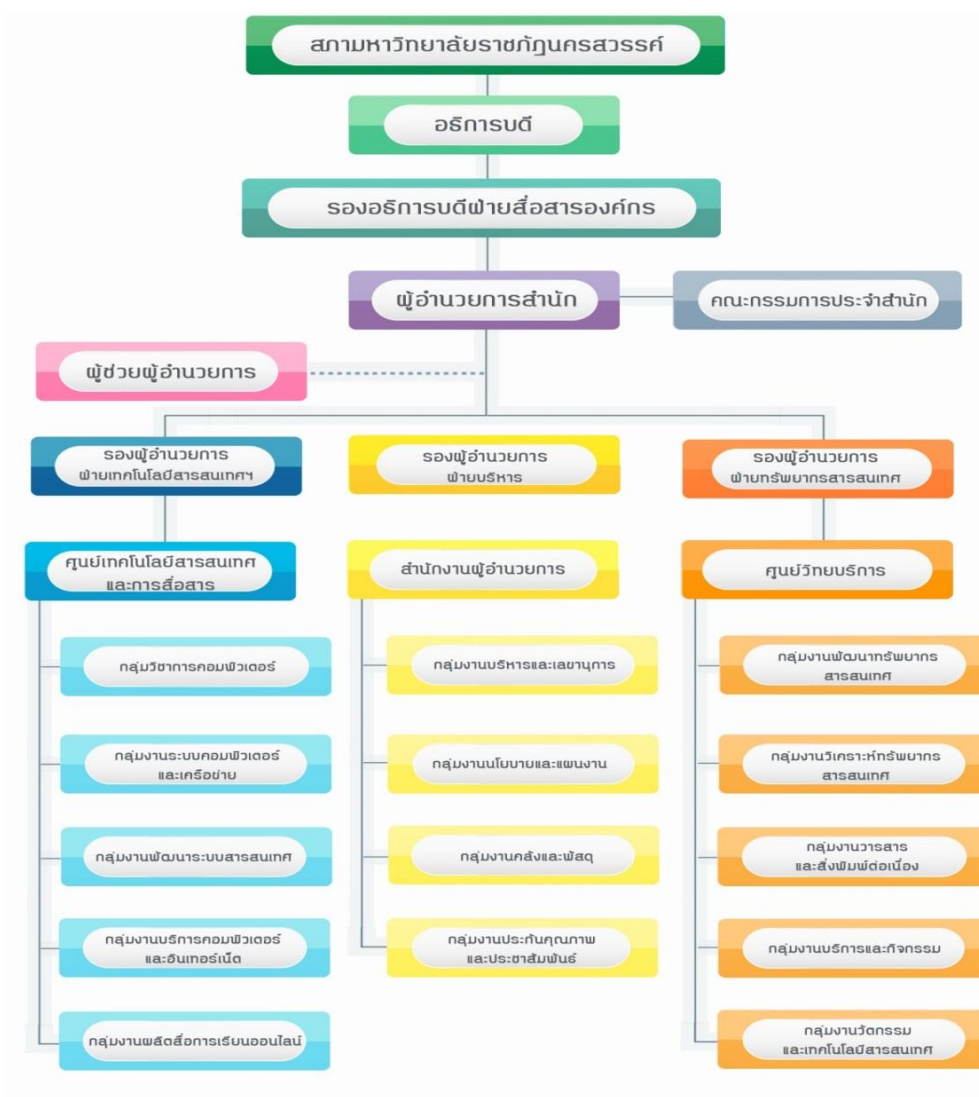 สภามหาวิทยาลัยราชภัฏนครสวรรค์
อธิการบดี
รองอธิการบดีฝ่ายสื่อสารองค์กร
ผู้อำนวยการสำนัก
คณะกรรมการประจำสำนัก
ผู้ช่วยผู้อำนวยการ
รองผู้อำนวยการ
ฝ่ายเทคโนโลยีสารสนเทศฯ
รองผู้อำนวยการ
ฝ่ายบริหาร
รองผู้อำนวยการ
ฝ่ายทรัพยากรสารสนเทศ
ศูนย์เทคโนโลยีสารสนเทศ
และการสื่อสาร
สำนักงานผู้อำนวยการ
ศูนย์วิทยบริการ
กลุ่มวิชาการคอมพิวเตอร์
กลุ่มงานระบบคอมพิวเตอร์
และเครือข่าย
กลุ่มงานพัฒนาระบบสารสนเทศ
กลุ่มงานบริการคอมพิวเตอร์
และอินเทอร์เน็ต
กลุ่มงานผลิตสื่อการเรียนออนไลน์
กลุ่มงานบริหารและเลขานุการ
กลุ่มงานนโยบายและแผนงาน
กลุ่มงานคลังและพัสดุ
กลุ่มงานประกันคุณภาพ
และประชาสัมพันธ์
กลุ่มงานพัฒนาทรัพยากร
สารสนเทศ
กลุ่มงานวิเคราะห์ทรัพยากร
สารสนเทศ
กลุ่มงานวารสาร
และสิ่งพิมพ์ต่อเนื่อง
กลุ่มงานบริการและกิจกรรม
กลุ่มงานวัตกรรม
และเทคโนโลยีสารสนเทศ